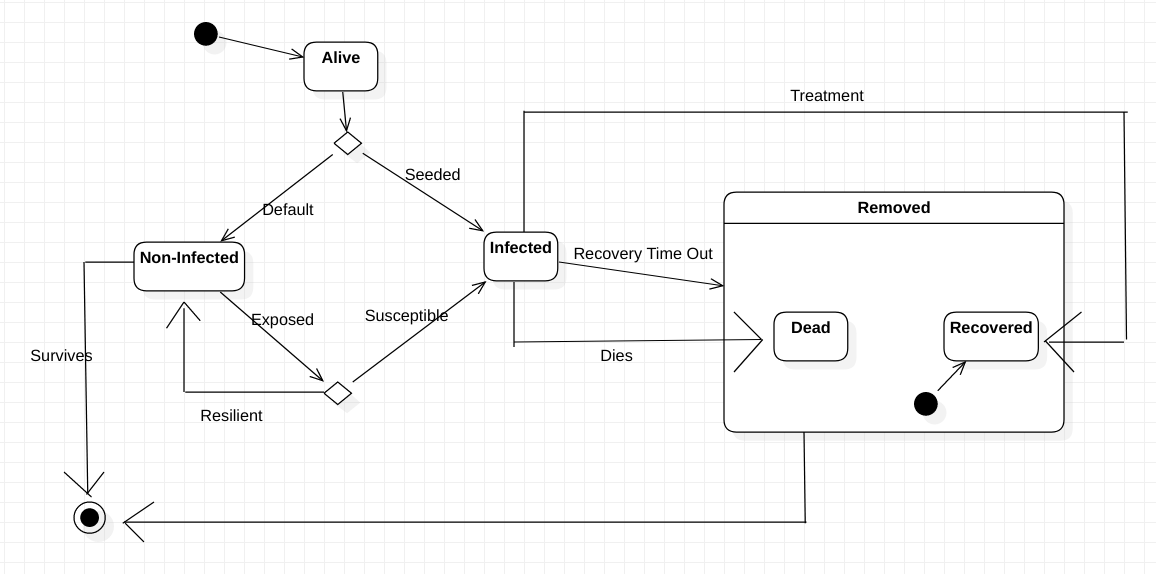 Alive
Treatment
Seeded
Default
Removed
Non-Infected
Infected
Recovery Time Out
Exposed
Susceptible
Dead
Recovered
Survives
Dies
Resilient